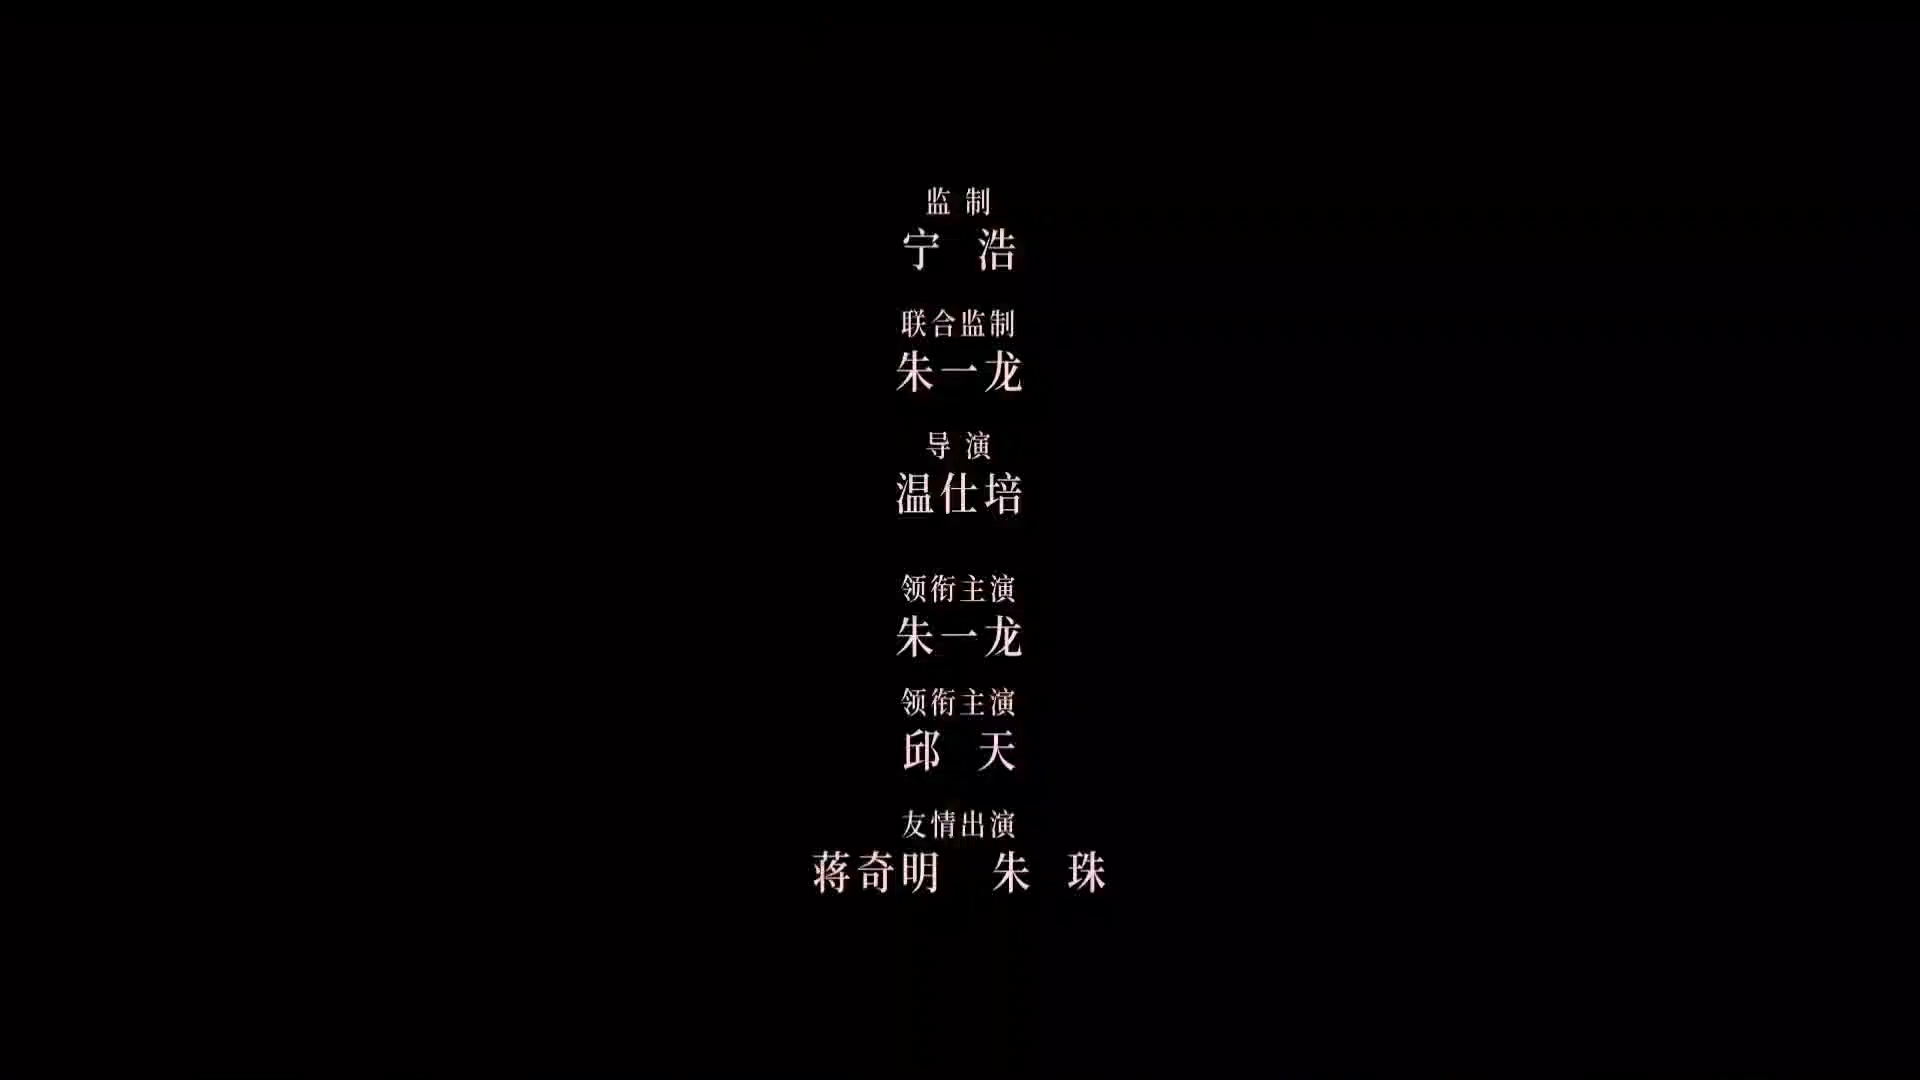 监 制
宁 浩
联合监制
朱一龙
导 演
温仕培
领衔主演
朱一龙
领衔主演
邱 天
友情出演
蒋奇明 朱 珠